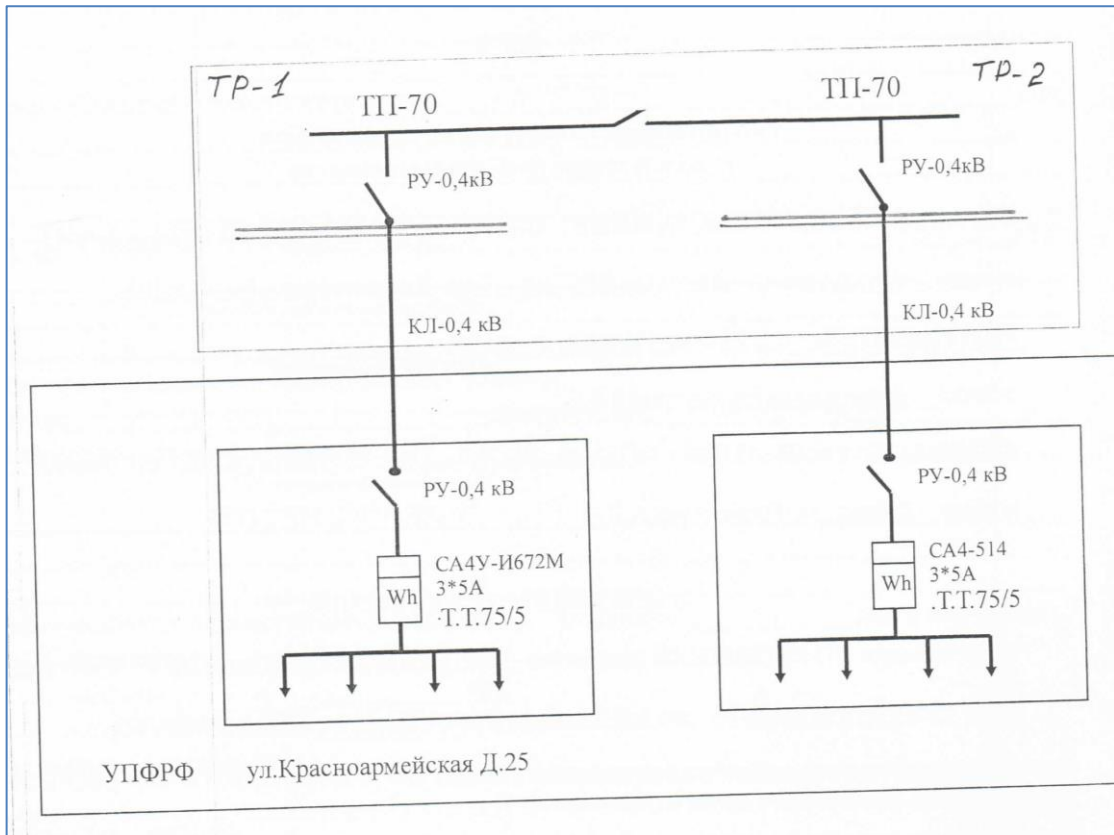 ТР-1
ТП-70
ТП-70
ТР-2
РУ-0,4кВ
РУ-0,4кВ
КЛ-0,4 кВ
КЛ-0,4 кВ
РУ-0,4 кВ
РУ-0,4 кВ
СА4У-И672М
3*5А
Т.Т.75/5
Wh
СА4-514
3*5А
.Т.Т.75/5
Wh
УПФРФ ул.Красноармейская Д.25